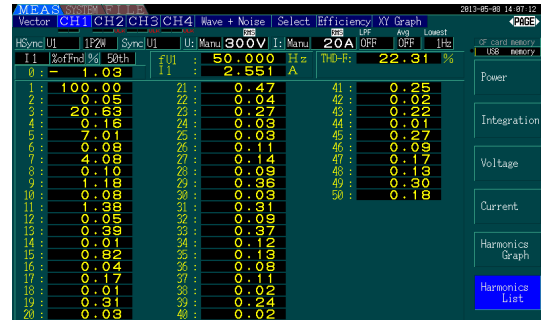 MEAS SYSTEM FILE 2013-05-08 14:07:12
Vector CH1 CH2 CH3 CH4 Wave + Noise Select Efficiency XY Graph PAGE
RMS RMS LPF Avg Lowest
HSync U1 1P2W Sync U1 U: Manu 300V I: Manu 20A OFF OFF 1Hz
CF card memory
USB memory
I1 %ofFnd % 50th fU1 : 50.000 Hz THD-F: 22.31 %
0 : - 1.03 I1 : 2.551 A
1 : 100.00 21 : 0.47 41 : 0.25
2 : 0.05 22 : 0.04 42 : 0.02
3 : 20.63 23 : 0.27 43 : 0.22
4 : 0.16 24 : 0.03 44 : 0.01
5 : 7.01 25 : 0.03 45 : 0.27
6 : 0.08 26 : 0.11 46 : 0.09
7 : 4.08 27 : 0.14 47 : 0.17
8 : 0.10 28 : 0.09 48 : 0.13
9 : 1.18 29 : 0.36 49 : 0.30
10 : 0.08 30 : 0.03 50 : 0.18
11 : 1.38 31 : 0.31
12 : 0.05 32 : 0.09
13 : 0.39 33 : 0.37
14 : 0.01 34 : 0.12
15 : 0.82 35 : 0.13
16 : 0.04 36 : 0.08
17 : 0.17 37 : 0.11
18 : 0.01 38 : 0.02
19 : 0.31 39 : 0.24
20 : 0.03 40 : 0.02
Power
Integration
Voltage
Current
Harmonics
Graph
Harmonics
List